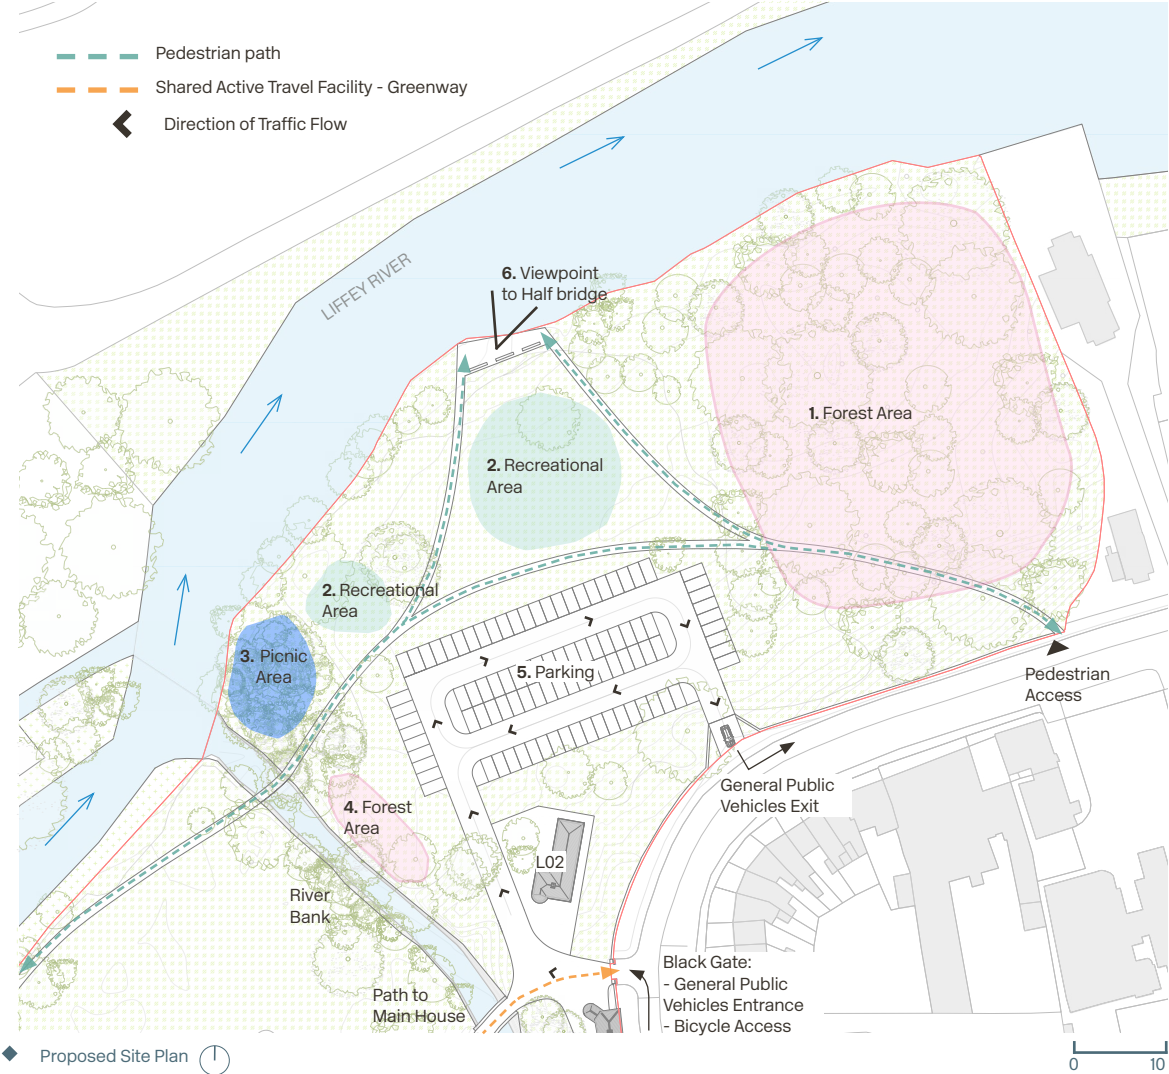 Pedestrian path
Shared Active Travel Facility - Greenway
Direction of Traffic Flow
LIFFEY RIVER
6. Viewpoint
to Half bridge
1. Forest Area
2. Recreational
Area
2. Recreational
Area
3. Picnic
Area
5. Parking
Pedestrian
Access
General Public
Vehicles Exit
4. Forest
Area
L02
River
Bank
Path to
Main House
Black Gate:
- General Public
Vehicles Entrance
- Bicycle Access
Proposed Site Plan
0 10